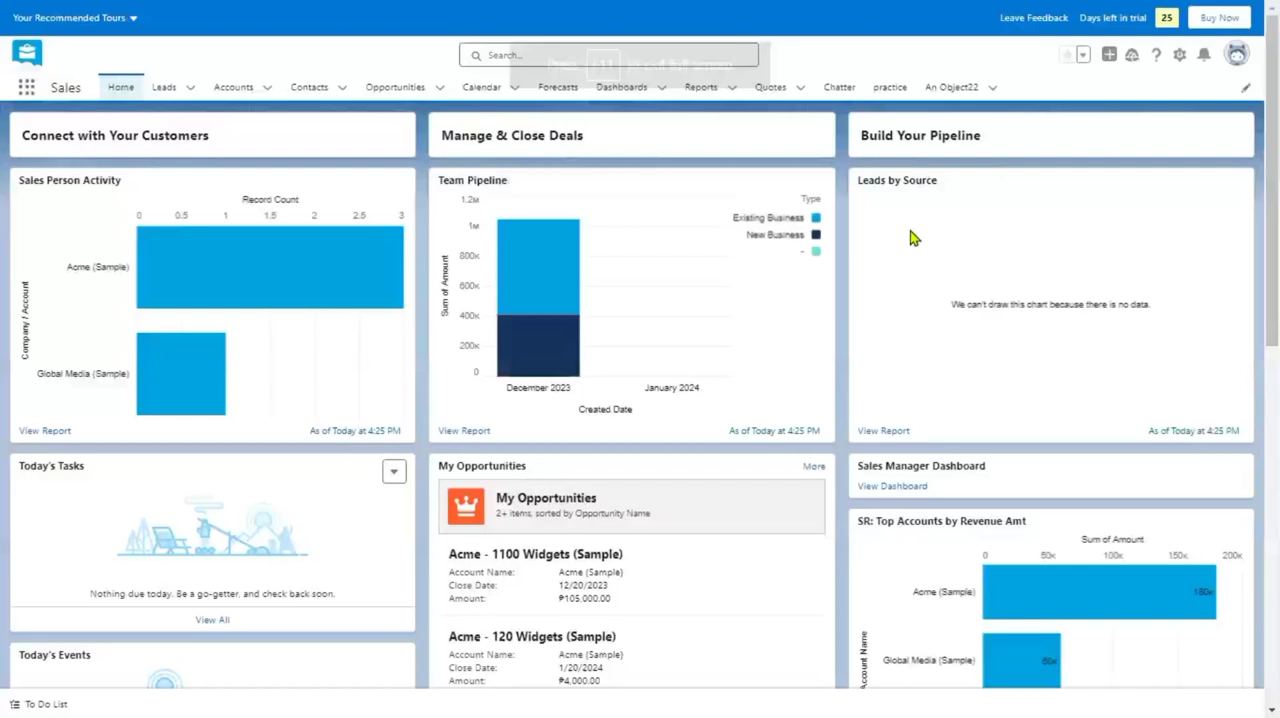 Your Recommended Tours
Leave Feedback
Days left in trial
25
Buy Now
Search...
Sales
Home
Leads
Accounts
Contacts
Opportunities
Calendar
Forecasts
Dashboards
Reports
Quotes
Chatter
practice
An Object22
Connect with Your Customers
Manage & Close Deals
Build Your Pipeline
Sales Person Activity
Record Count
0 0.5 1 1.5 2 2.5 3
Company / Account
Acme (Sample)
Global Media (Sample)
View Report
As of Today at 4:25 PM
Team Pipeline
Type
Existing Business
New Business
-
Sum of Amount
1.2M
1M
800K
600K
400K
200K
0
December 2023
January 2024
Created Date
View Report
As of Today at 4:25 PM
Leads by Source
We can't draw this chart because there is no data.
View Report
As of Today at 4:25 PM
Today's Tasks
Nothing due today. Be a go-getter, and check back soon.
View All
Today's Events
My Opportunities
More
My Opportunities
2+ items, sorted by Opportunity Name
Acme - 1100 Widgets (Sample)
Account Name: Acme (Sample)
Close Date: 12/20/2023
Amount: ₱105,000.00
Acme - 120 Widgets (Sample)
Account Name: Acme (Sample)
Close Date: 1/20/2024
Amount: ₱4,000.00
Sales Manager Dashboard
View Dashboard
SR: Top Accounts by Revenue Amt
Sum of Amount
0 50K 100K 150K 200K
Account Name
Acme (Sample)
180K
Global Media (Sample)
60K
To Do List